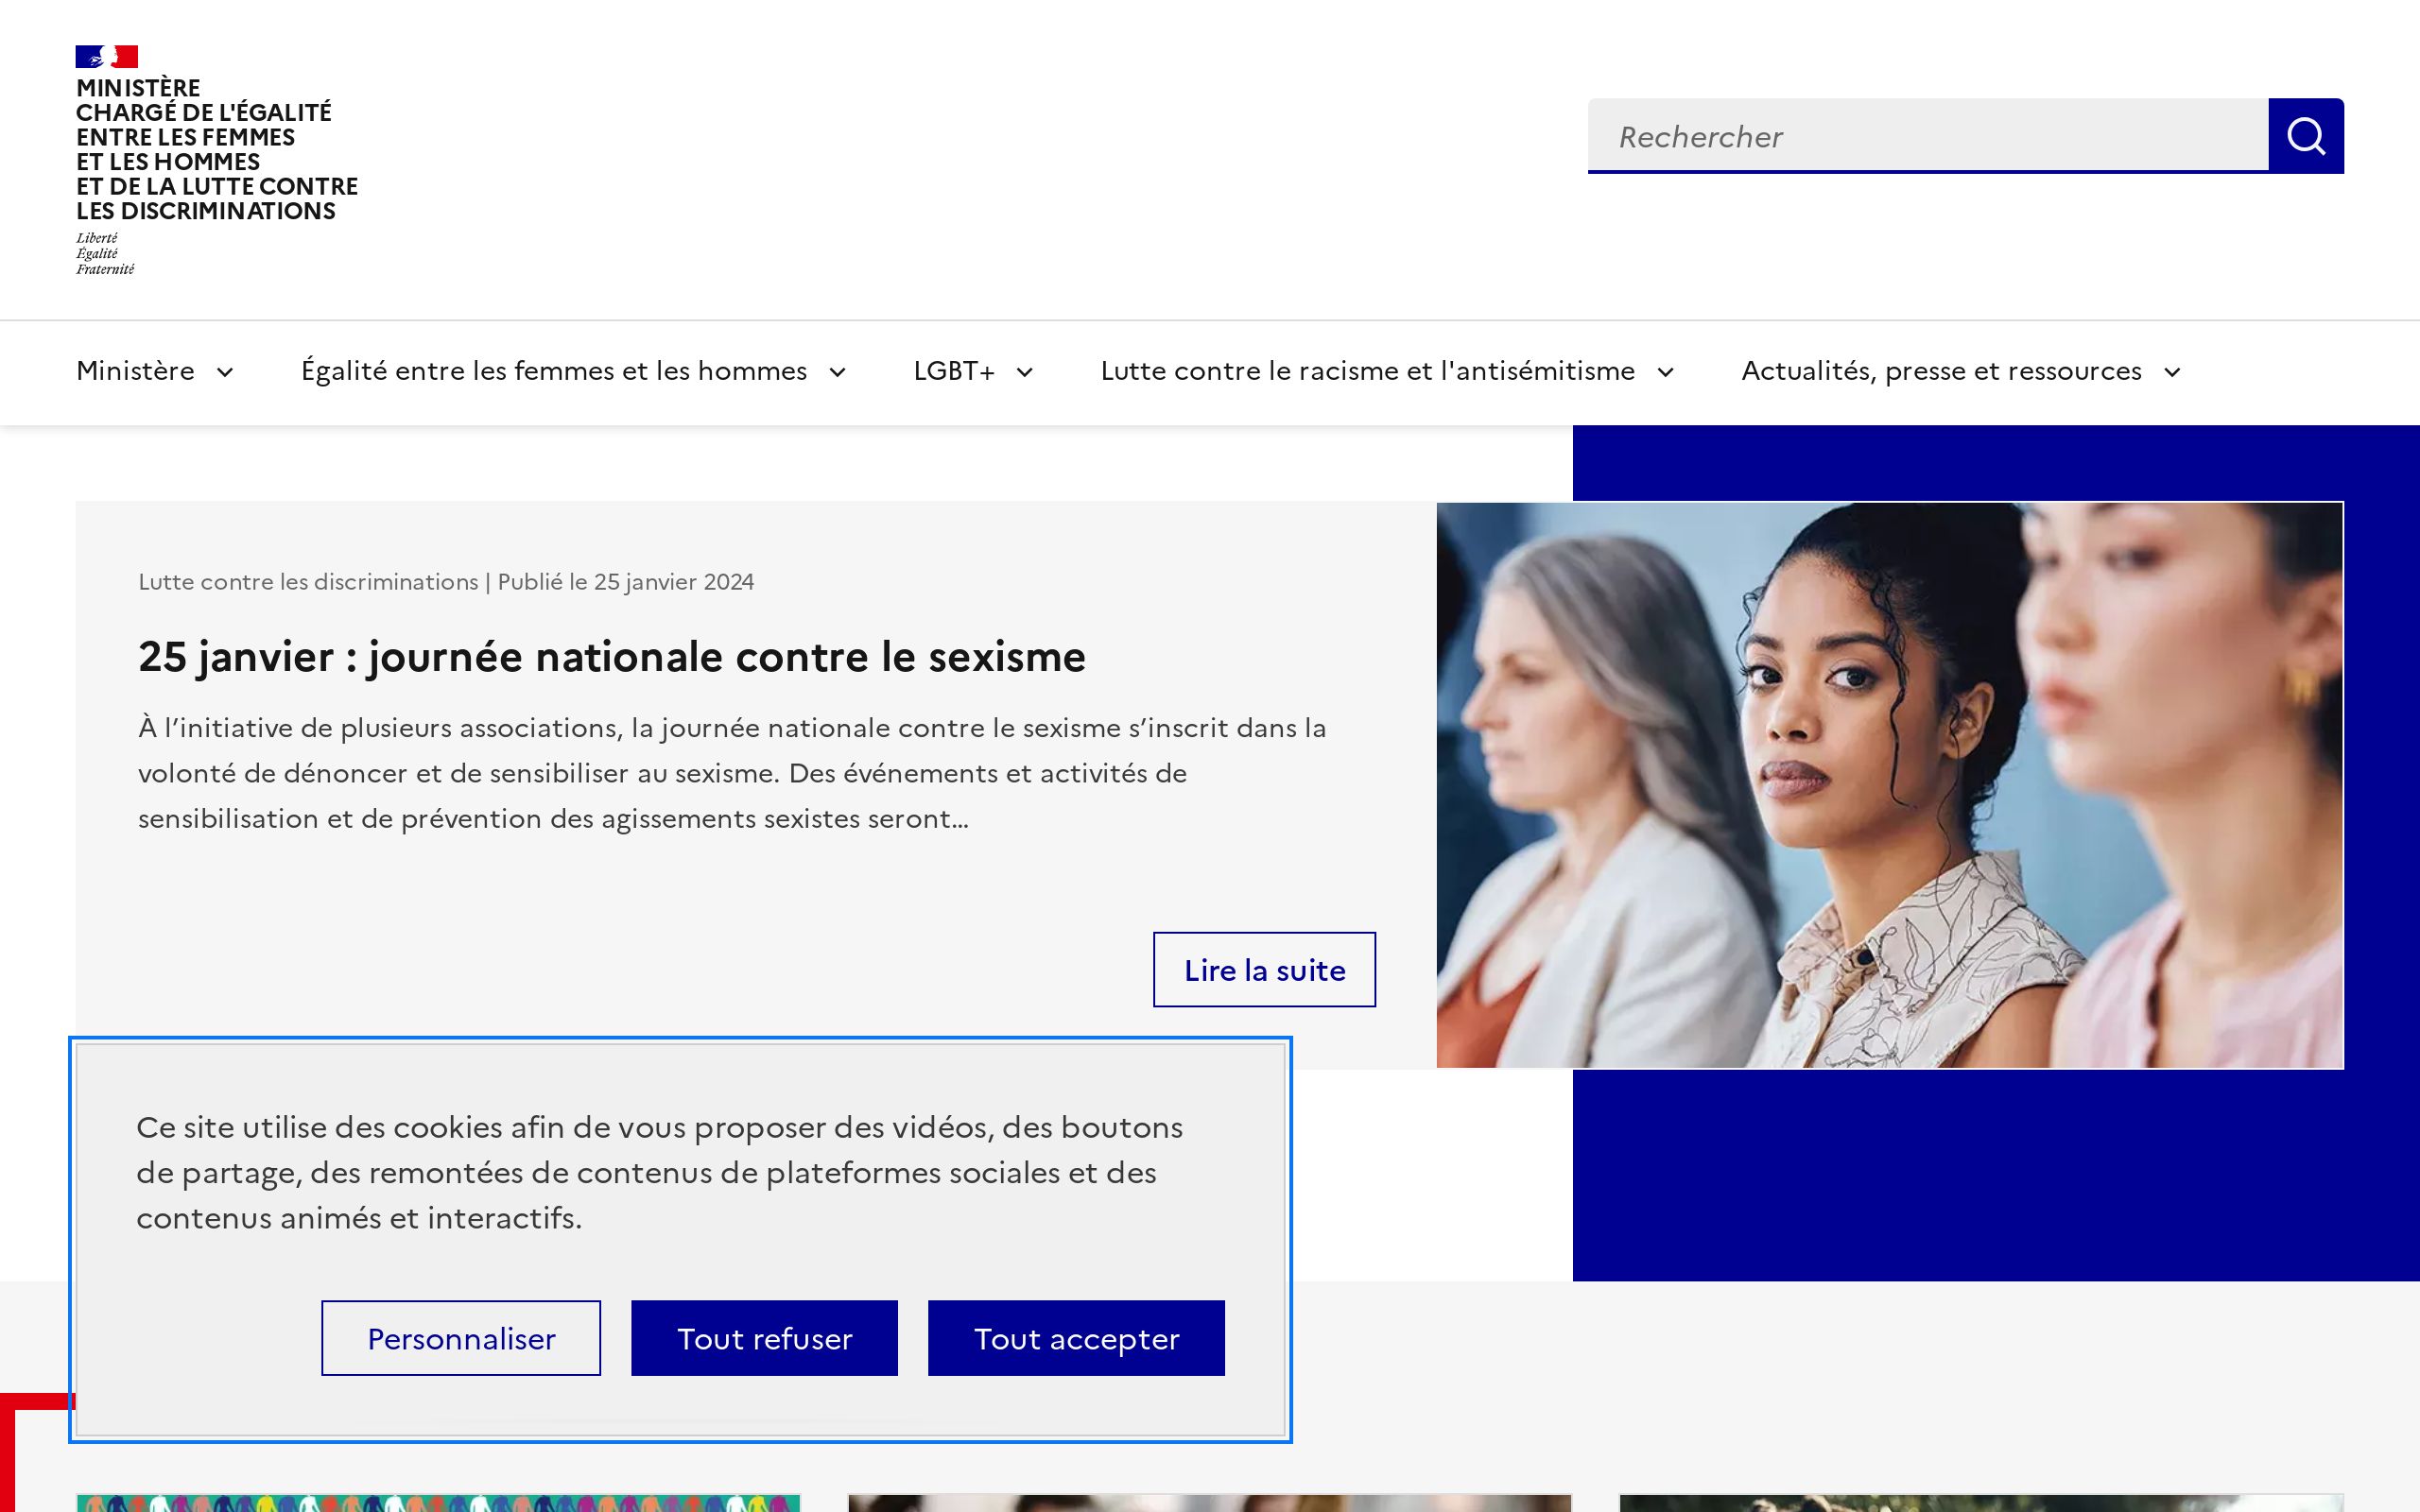 MINISTÈRE
CHARGÉ DE L'ÉGALITÉ
ENTRE LES FEMMES
ET LES HOMMES
ET DE LA LUTTE CONTRE
LES DISCRIMINATIONS
Liberté
Égalité
Fraternité
Rechercher
Ministère
Égalité entre les femmes et les hommes
LGBT+
Lutte contre le racisme et l'antisémitisme
Actualités, presse et ressources
Lutte contre les discriminations | Publié le 25 janvier 2024
25 janvier : journée nationale contre le sexisme
À l’initiative de plusieurs associations, la journée nationale contre le sexisme s’inscrit dans la
volonté de dénoncer et de sensibiliser au sexisme. Des événements et activités de
sensibilisation et de prévention des agissements sexistes seront…
Lire la suite
Ce site utilise des cookies afin de vous proposer des vidéos, des boutons
de partage, des remontées de contenus de plateformes sociales et des
contenus animés et interactifs.
Personnaliser
Tout refuser
Tout accepter